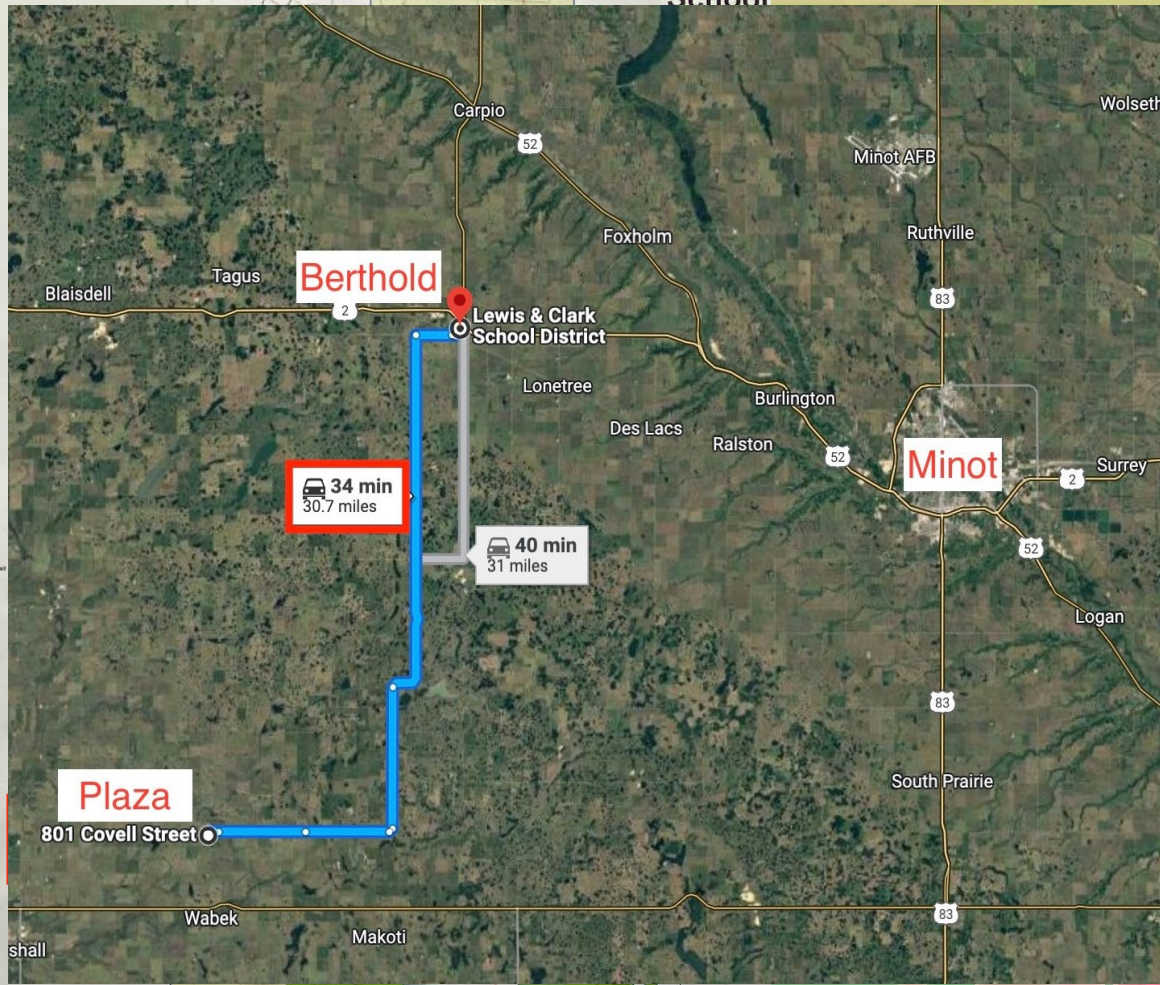 School
Carpio
52
Wolseth
Minot AFB
Foxholm
Ruthville
Tagus
Berthold
Blaisdell
2
83
Lewis & Clark
School District
Lonetree
Burlington
Des Lacs
Ralston
52
Minot
Surrey
2
34 min
30.7 miles
40 min
31 miles
52
Logan
83
South Prairie
Plaza
801 Covell Street
83
Wabek
Makoti
shall